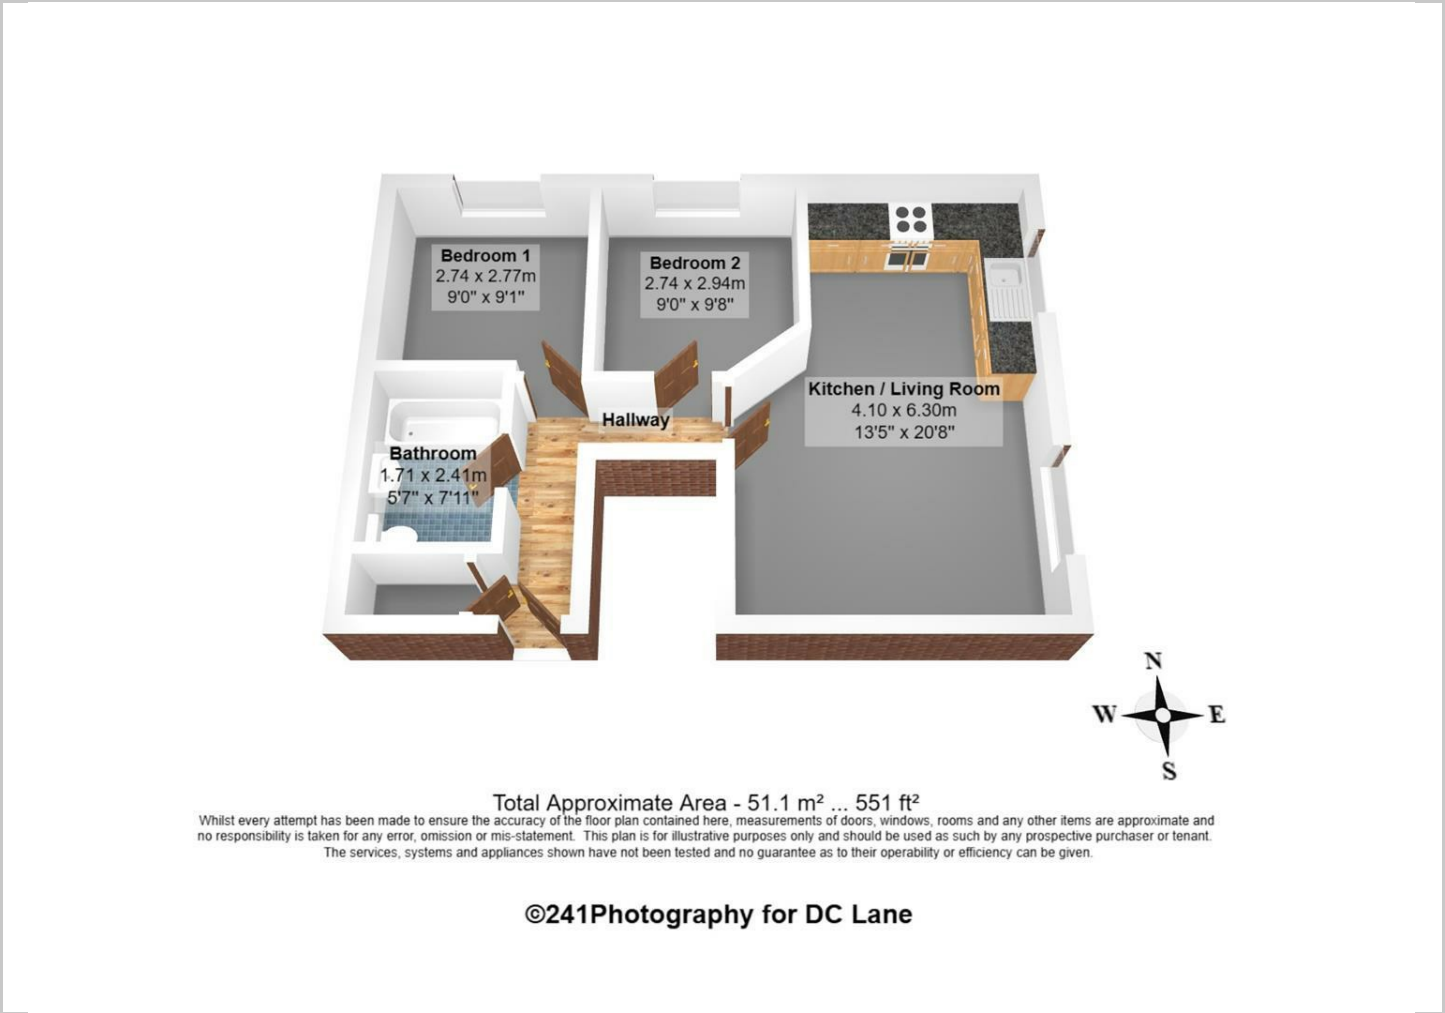 Bedroom 1
2.74 x 2.77m
9'0" x 9'1"
Bedroom 2
2.74 x 2.94m
9'0" x 9'8"
Kitchen / Living Room
4.10 x 6.30m
13'5" x 20'8"
Hallway
Bathroom
1.71 x 2.41m
5'7" x 7'11"
N
W E
S
Total Approximate Area - 51.1 m² ... 551 ft²
Whilst every attempt has been made to ensure the accuracy of the floor plan contained here, measurements of doors, windows, rooms and any other items are approximate and
no responsibility is taken for any error, omission or mis-statement. This plan is for illustrative purposes only and should be used as such by any prospective purchaser or tenant.
The services, systems and appliances shown have not been tested and no guarantee as to their operability or efficiency can be given.
©241Photography for DC Lane